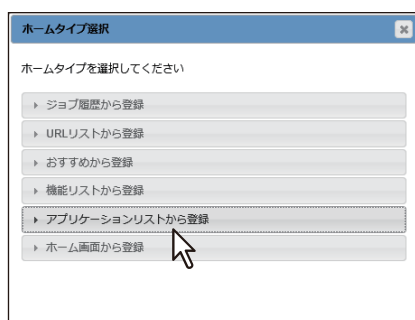 ホームタイプ選択
ホームタイプを選択してください
ジョブ履歴から登録
URLリストから登録
おすすめから登録
機能リストから登録
アプリケーションリストから登録
ホーム画面から登録